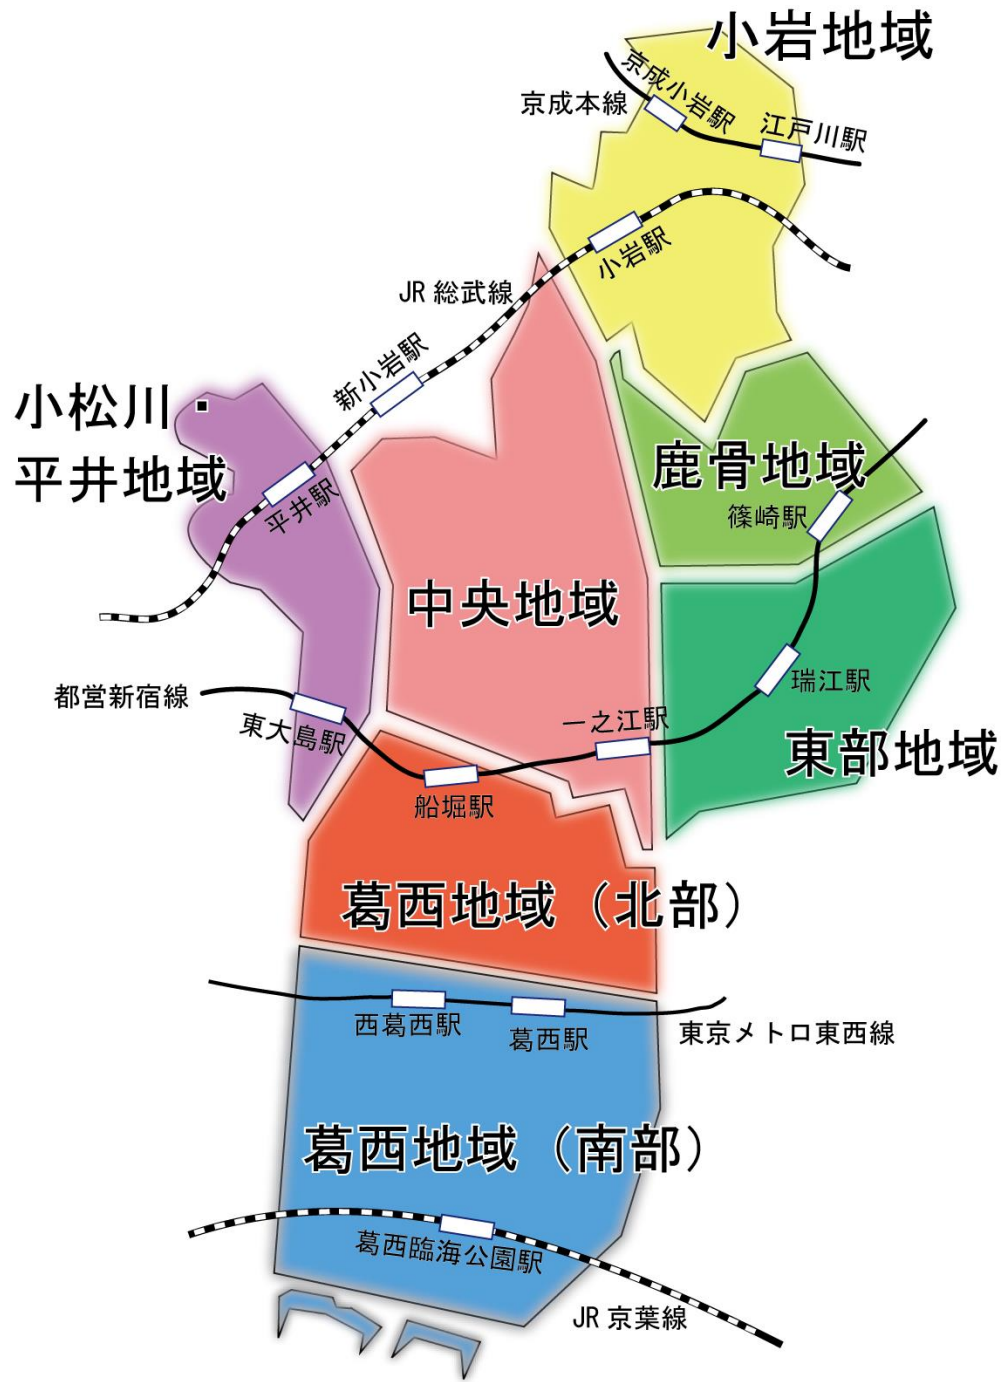 小岩地域
京成小岩駅
京成本線
江戸川駅
小岩駅
JR 総武線
新小岩駅
小松川・
平井地域
平井駅
鹿骨地域
篠崎駅
中央地域
都営新宿線
東大島駅
一之江駅
瑞江駅
東部地域
船堀駅
葛西地域（北部）
西葛西駅
葛西駅
東京メトロ東西線
葛西地域（南部）
葛西臨海公園駅
JR 京葉線